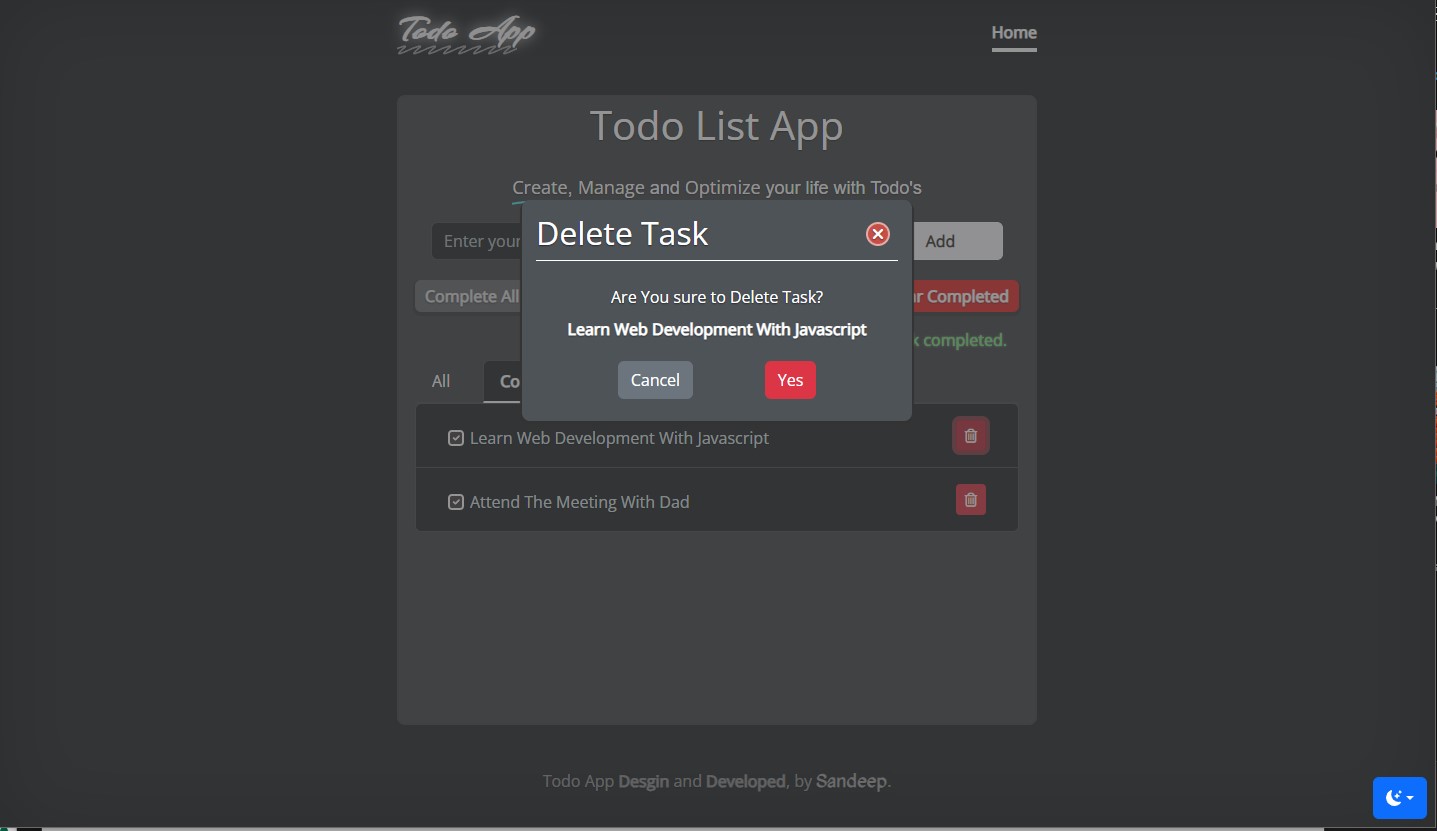 Todo App
Home
Todo List App
Create, Manage and Optimize your life with Todo's
Delete Task
Enter your
Add
Are You sure to Delete Task?
Complete All
Completed
Learn Web Development With Javascript
completed.
Cancel
Yes
All
Learn Web Development With Javascript
Attend The Meeting With Dad
Todo App Desgin and Developed, by Sandeep.